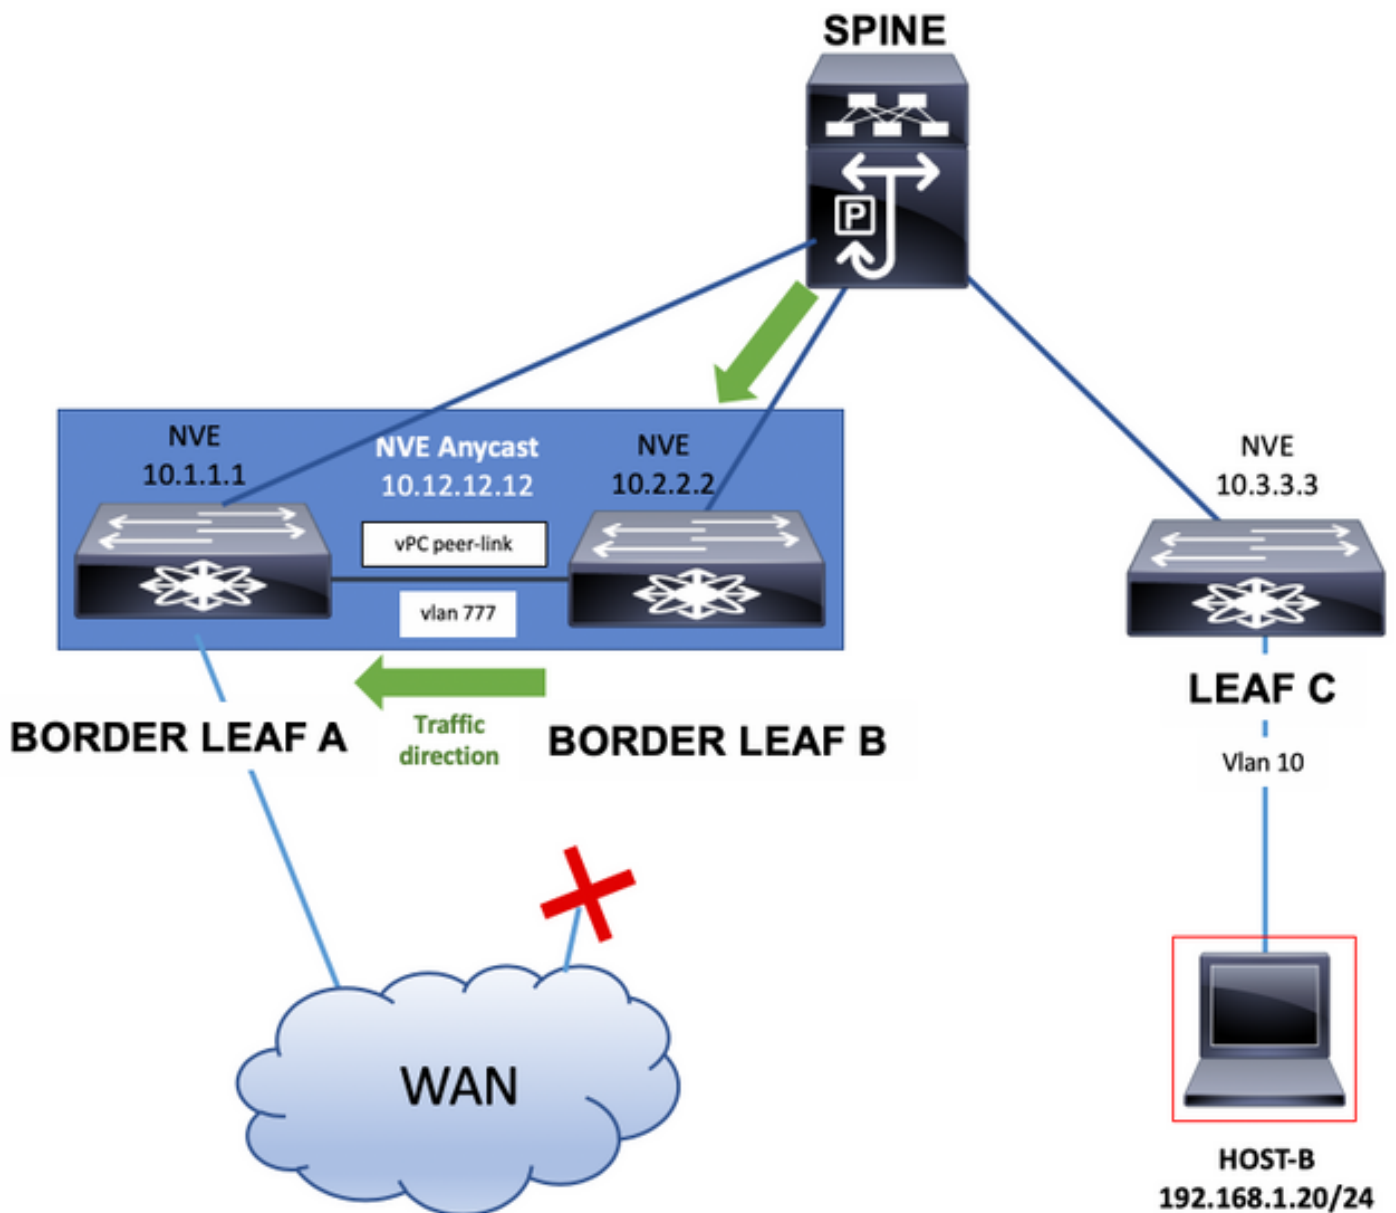 SPINE
P
NVE
10.1.1.1
NVE Anycast
10.12.12.12
NVE
10.2.2.2
NVE
10.3.3.3
vPC peer-link
vlan 777
BORDER LEAF A
Traffic
direction
BORDER LEAF B
LEAF C
Vlan 10
WAN
HOST-B
192.168.1.20/24